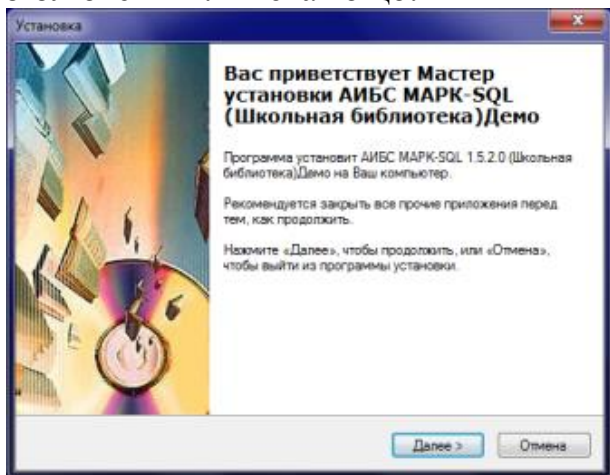 Установка
Вас приветствует Мастер
установки АИБС МАРК-SQL
(Школьная библиотека)Демо
Программа установит АИБС МАРК-SQL 1.5.2.0 (Школьная
библиотека)Демо на Ваш компьютер.
Рекомендуется закрыть все прочие приложения перед
тем, как продолжить.
Нажмите «Далее», чтобы продолжить, или «Отмена»,
чтобы выйти из программы установки.
Далее >
Отмена